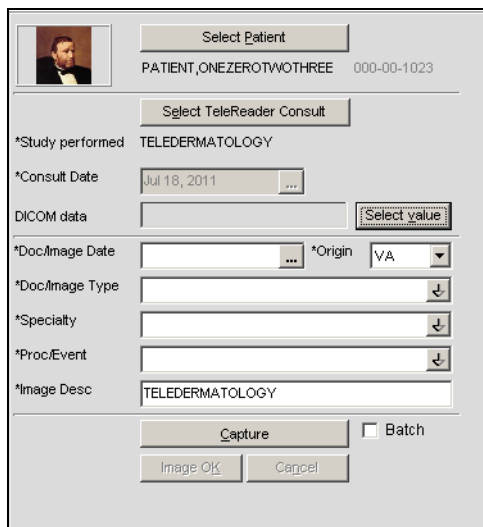 Select Patient
PATIENT,ONEZEROTWOTHREE 000-00-1023
Select TeleReader Consult
*Study performed TELEDERMATOLOGY
*Consult Date Jul 18, 2011 ...
DICOM data Select value
*Doc/Image Date ... *Origin VA
*Doc/Image Type
*Specialty
*Proc/Event
*Image Desc TELEDERMATOLOGY
Capture Batch
Image OK Cancel